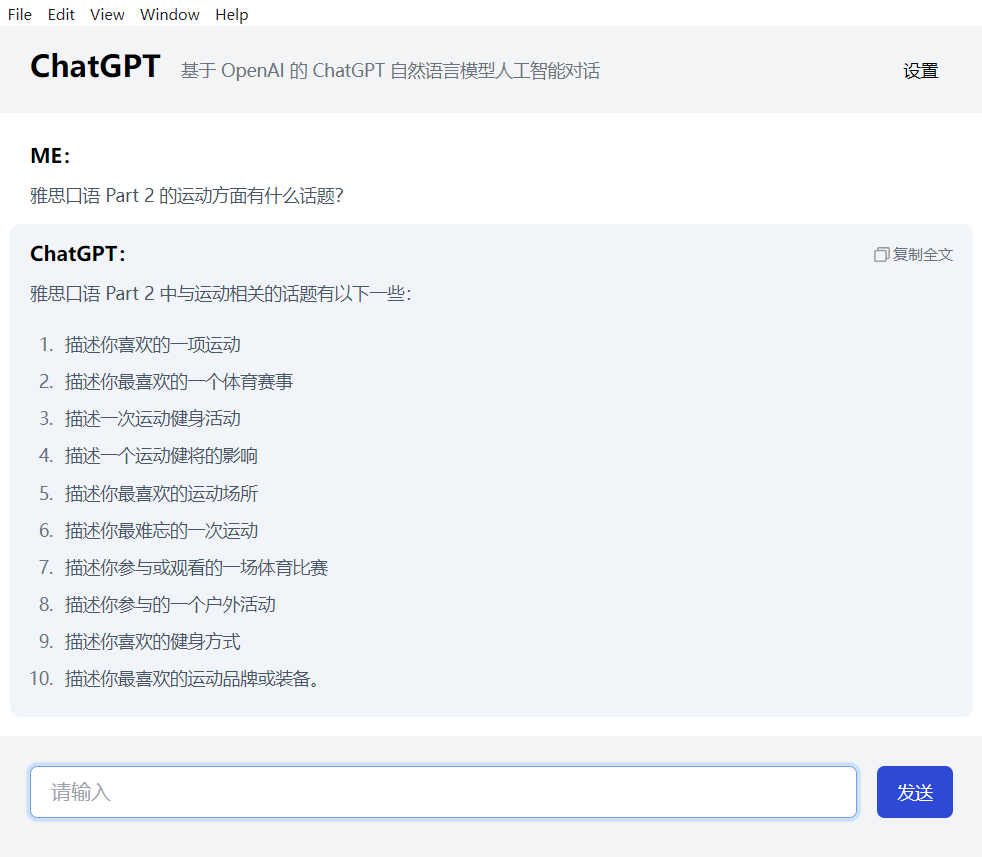 File Edit View Window Help
ChatGPT 基于 OpenAI 的 ChatGPT 自然语言模型人工智能对话 设置
ME：
雅思口语 Part 2 的运动方面有什么话题？
ChatGPT： 复制全文
雅思口语 Part 2 中与运动相关的话题有以下一些：
1. 描述你喜欢的一项运动
2. 描述你最喜欢的一个体育赛事
3. 描述一次运动健身活动
4. 描述一个运动健将的影响
5. 描述你最喜欢的运动场所
6. 描述你最难忘的一次运动
7. 描述你参与或观看的一场体育比赛
8. 描述你参与的一个户外活动
9. 描述你喜欢的健身方式
10. 描述你最喜欢的运动品牌或装备。
请输入 发送